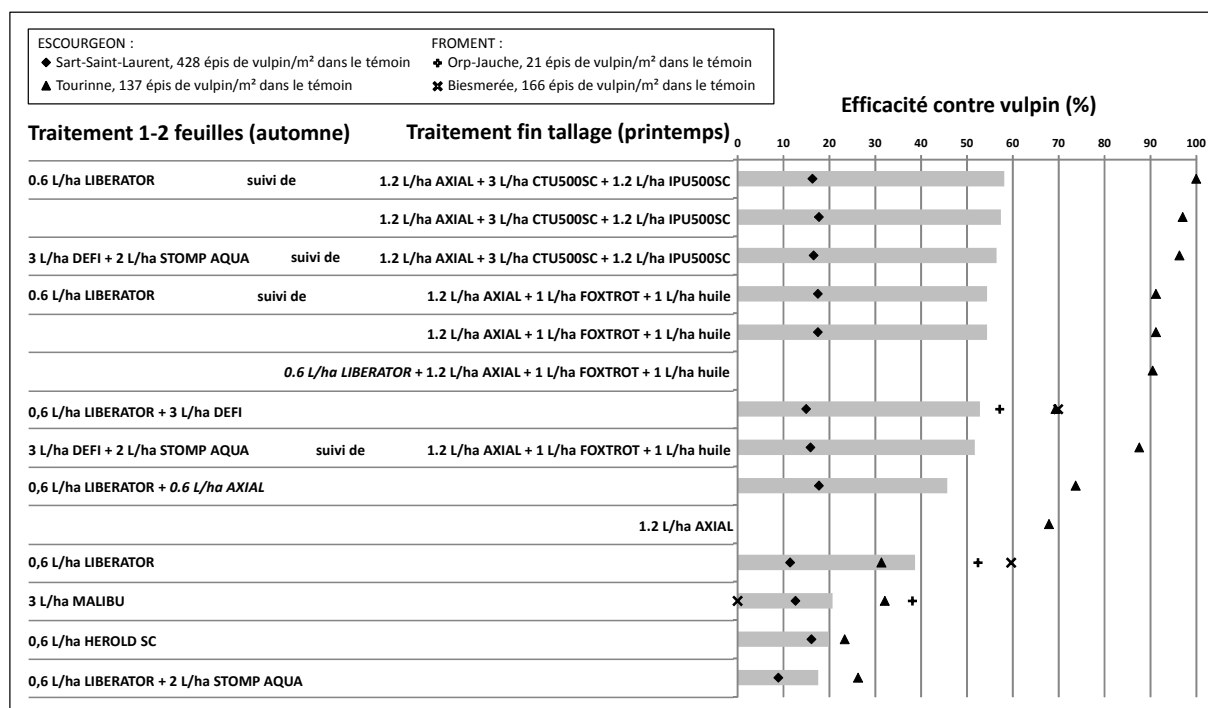 ESCOURGEON :
FROMENT :
Sart-Saint-Laurent, 428 épis de vulpin/m² dans le témoin
Orp-Jauche, 21 épis de vulpin/m² dans le témoin
Tourinne, 137 épis de vulpin/m² dans le témoin
Biesmerée, 166 épis de vulpin/m² dans le témoin
Efficacité contre vulpin (%)
Traitement 1-2 feuilles (automne) Traitement fin tallage (printemps)
0 10 20 30 40 50 60 70 80 90 100
0.6 L/ha LIBERATOR suivi de 1.2 L/ha AXIAL + 3 L/ha CTU500SC + 1.2 L/ha IPU500SC
1.2 L/ha AXIAL + 3 L/ha CTU500SC + 1.2 L/ha IPU500SC
3 L/ha DEFI + 2 L/ha STOMP AQUA suivi de 1.2 L/ha AXIAL + 3 L/ha CTU500SC + 1.2 L/ha IPU500SC
0.6 L/ha LIBERATOR suivi de 1.2 L/ha AXIAL + 1 L/ha FOXTROT + 1 L/ha huile
1.2 L/ha AXIAL + 1 L/ha FOXTROT + 1 L/ha huile
0.6 L/ha LIBERATOR + 1.2 L/ha AXIAL + 1 L/ha FOXTROT + 1 L/ha huile
0,6 L/ha LIBERATOR + 3 L/ha DEFI
3 L/ha DEFI + 2 L/ha STOMP AQUA suivi de 1.2 L/ha AXIAL + 1 L/ha FOXTROT + 1 L/ha huile
0,6 L/ha LIBERATOR + 0.6 L/ha AXIAL
1.2 L/ha AXIAL
0,6 L/ha LIBERATOR
3 L/ha MALIBU
0,6 L/ha HEROLD SC
0,6 L/ha LIBERATOR + 2 L/ha STOMP AQUA